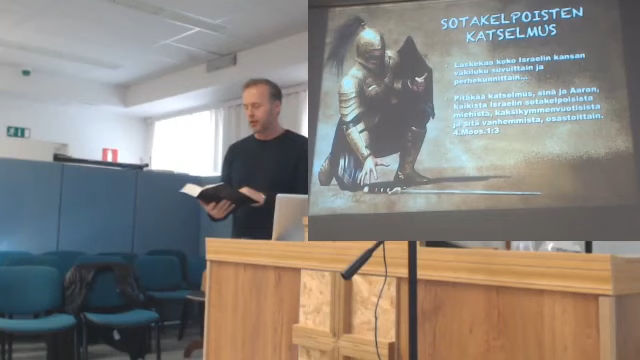 SOTAKELPOISTEN
KATSELMUS
Laskekaa koko Israelin kansan
väkiluku suvuittain ja
perhekunnittain...
Pitäkää katselmus, sinä ja Aaron,
kaikista Israelin sotakelpoisista
miehistä, kaksikymmenvuotisista
ja sitä vanhemmista, osastoittain.
4.Moos.1:3